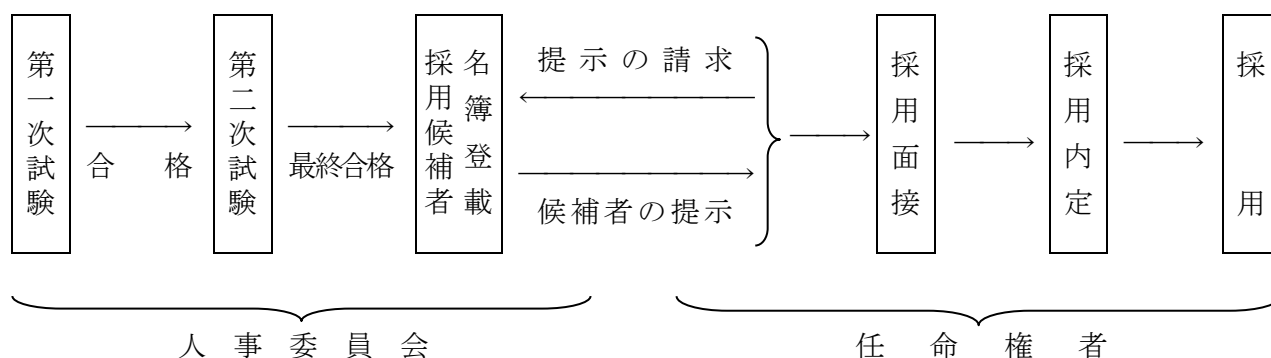 第一次試験
合格
第二次試験
最終合格
採用候補者
名簿登載
提示の請求
候補者の提示
採用面接
採用内定
採用
人事委員会
任命権者